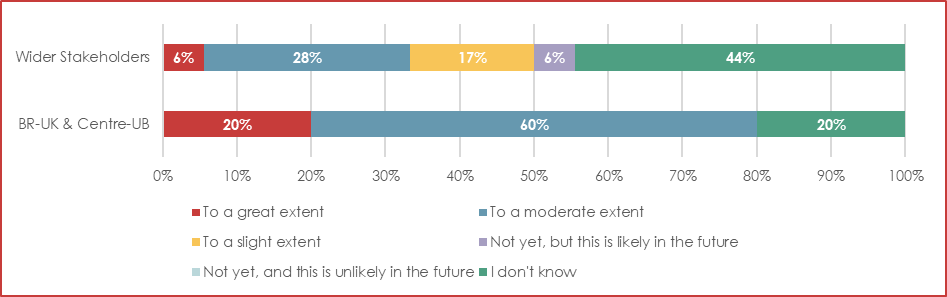 Wider Stakeholders 6% 28% 17% 6% 44%
BR-UK & Centre-UB 20% 60% 20%
0% 10% 20% 30% 40% 50% 60% 70% 80% 90% 100%
To a great extent To a moderate extent
To a slight extent Not yet, but this is likely in the future
Not yet, and this is unlikely in the future I don't know